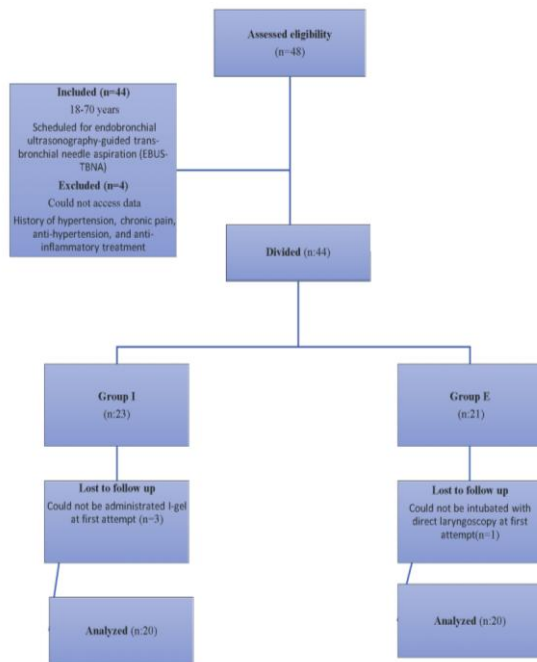 Assessed eligibility
(n=48)
Included (n=44)
18-70 years
Scheduled for endobronchial
ultrasonography-guided trans-
bronchial needle aspiration (EBUS-
TBNA)
Excluded (n=4)
Could not access data
History of hypertension, chronic pain,
anti-hypertension, and anti-
inflammatory treatment
Divided (n:44)
Group I
(n:23)
Group E
(n:21)
Lost to follow up
Could not be administrated I-gel
at first attempt (n=3)
Lost to follow up
Could not be intubated with
direct laryngoscopy at first
attempt(n=1)
Analyzed (n:20)
Analyzed (n:20)